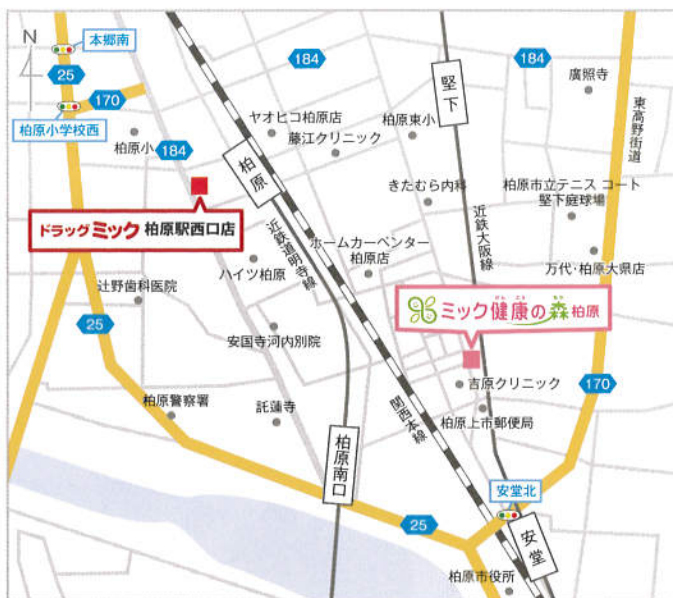 N
本郷南
25
170
柏原小学校西
柏原小
184
184
184
ヤオヒコ柏原店
藤江クリニック
柏原東小
堅下
廣照寺
東高野街道
柏原
きたむら内科
柏原市立テニス コート
堅下庭球場
ドラッグミック 柏原駅西口店
近鉄道明寺線
ホームカーペンター
柏原店
近鉄大阪線
万代・柏原大県店
ハイツ柏原
辻野歯科医院
けん こう もり
ミック健康の森柏原
25
安国寺河内別院
吉原クリニック
170
柏原警察署
託蓮寺
関西本線
柏原上市郵便局
柏原南口
安堂北
25
安堂
柏原市役所